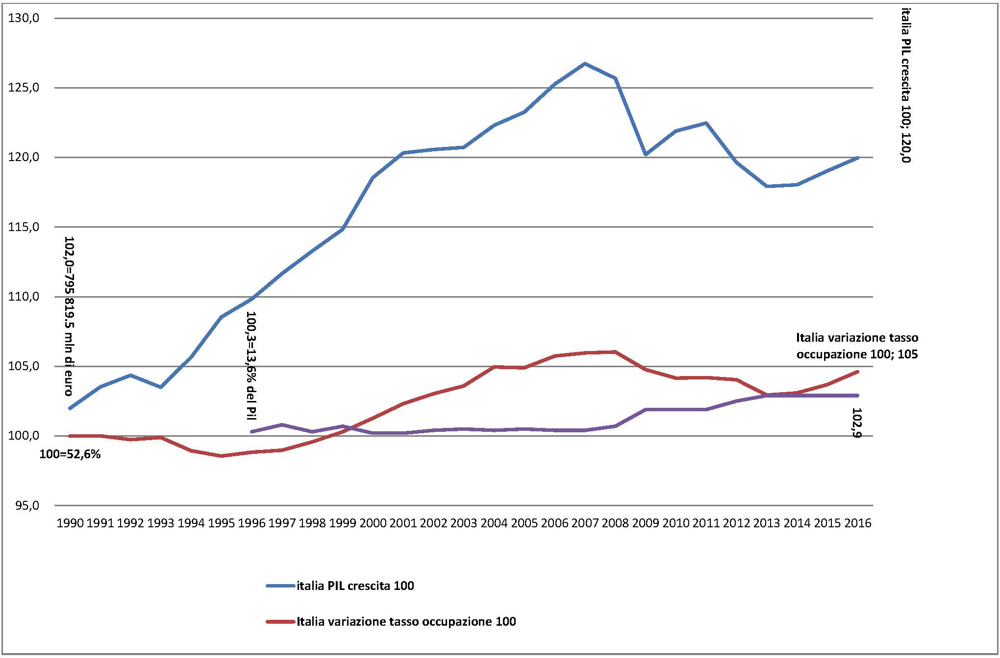 130,0
125,0
120,0
115,0
110,0
105,0
100,0
95,0
italia PIL crescita 100; 120,0
102,0=795 819.5 mln di euro
100,3=13,6% del Pil
Italia variazione tasso
occupazione 100; 105
102,9
100=52,6%
1990 1991 1992 1993 1994 1995 1996 1997 1998 1999 2000 2001 2002 2003 2004 2005 2006 2007 2008 2009 2010 2011 2012 2013 2014 2015 2016
italia PIL crescita 100
Italia variazione tasso occupazione 100